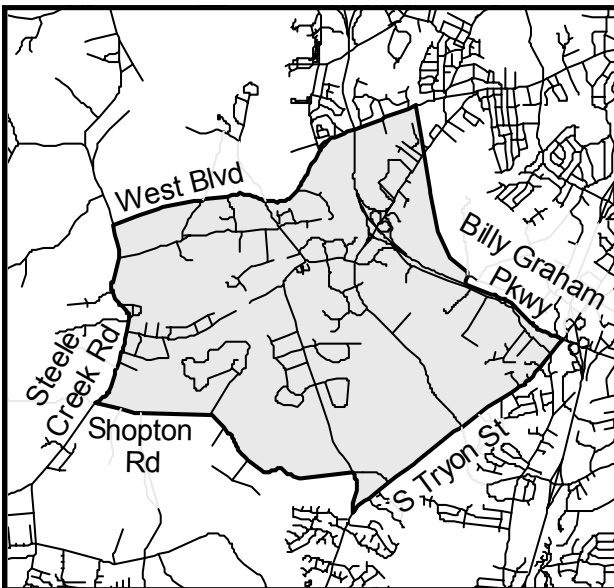 West Blvd
Billy Graham
Pkwy
Steele
Creek Rd
Shopton
Rd
S Tryon St